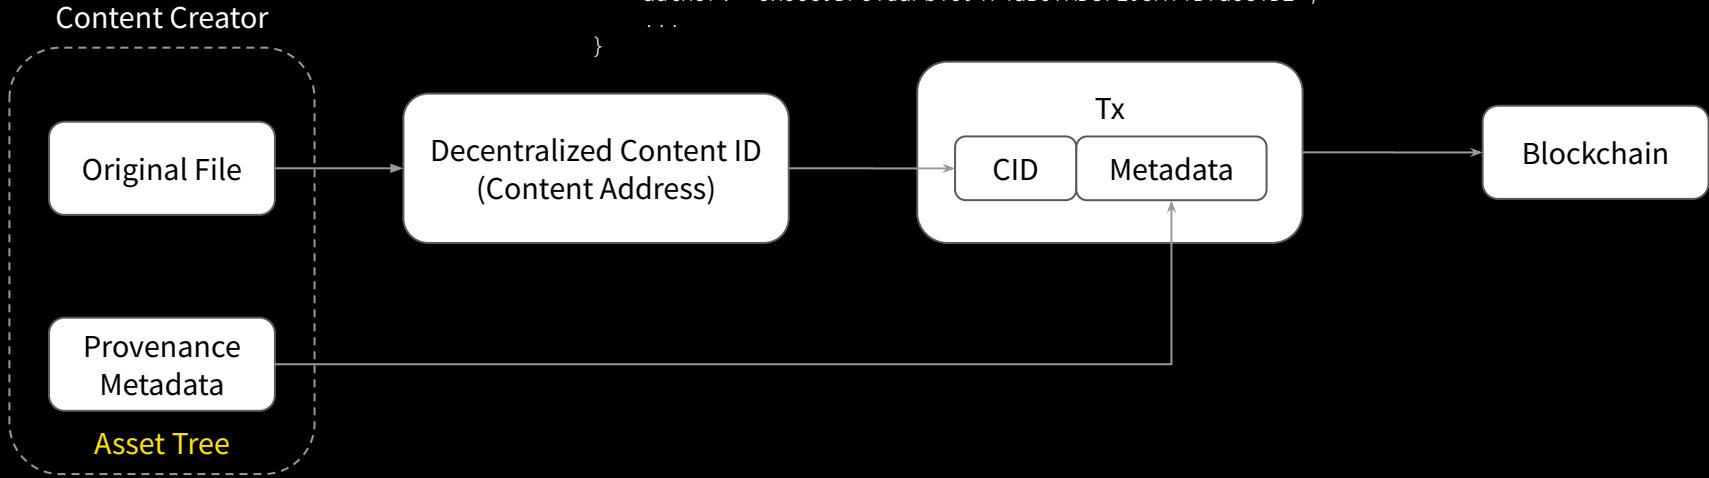 Content Creator
...
}
Original File
Decentralized Content ID
(Content Address)
Tx
CID
Metadata
Blockchain
Provenance
Metadata
Asset Tree